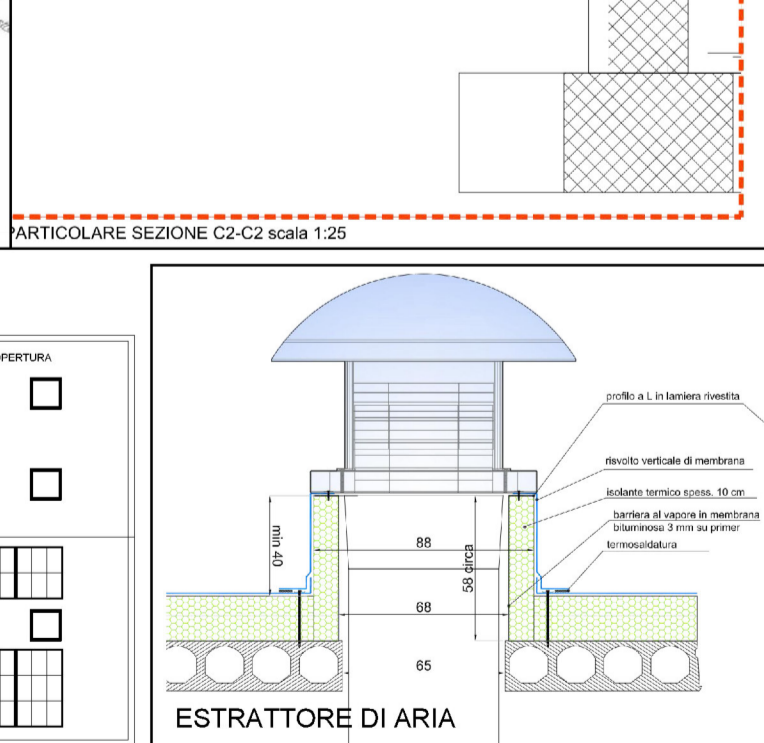 PARTICOLARE SEZIONE C2-C2 scala 1:25
OPERTURA
profilo a L in lamiera rivestita
risvolto verticale di membrana
isolante termico spess. 10 cm
barriera al vapore in membrana
bituminosa 3 mm su primer
termosaldatura
min 40
88
58 circa
68
65
ESTRATTORE DI ARIA